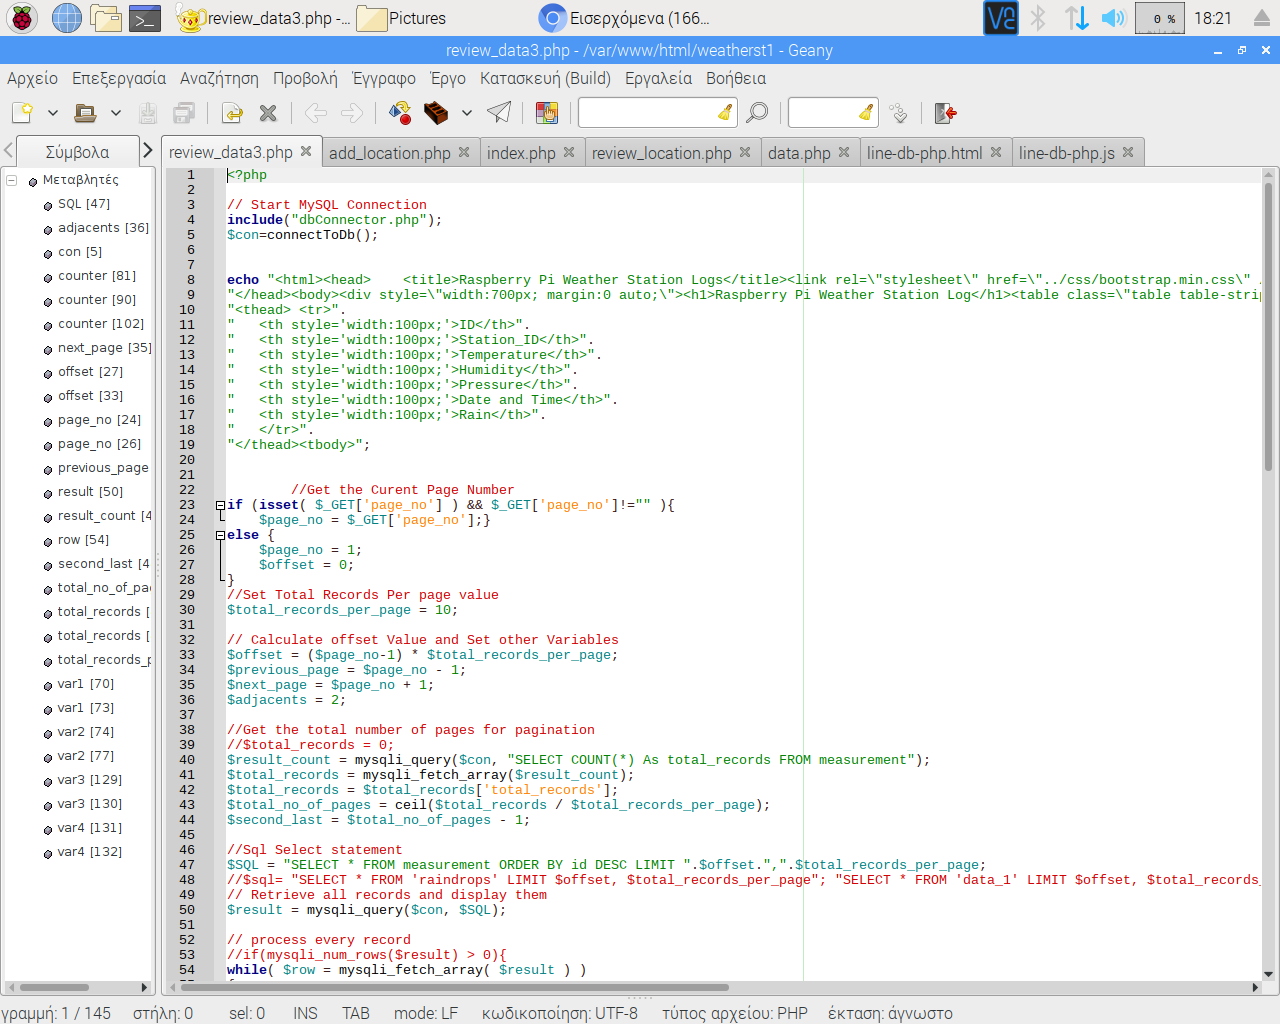 review_data3.php -...
Pictures
Εισερχόμενα (166...
0 %
18:21
review_data3.php - /var/www/html/weatherst1 - Geany
Αρχείο Επεξεργασία Αναζήτηση Προβολή Έγγραφο Έργο Κατασκευή (Build) Εργαλεία Βοήθεια
Σύμβολα
review_data3.php add_location.php index.php review_location.php data.php line-db-php.html line-db-php.js
Μεταβλητές
SQL [47]
adjacents [36]
con [5]
counter [81]
counter [90]
counter [102]
next_page [35]
offset [27]
offset [33]
page_no [24]
page_no [26]
previous_page
result [50]
result_count [4
row [54]
second_last [4
total_no_of_pa
total_records [
total_records [
total_records_p
var1 [70]
var1 [73]
var2 [74]
var2 [77]
var3 [129]
var3 [130]
var4 [131]
var4 [132]
1 <?php
2
3 // Start MySQL Connection
4 include("dbConnector.php");
5 $con=connectToDb();
6
7
8 echo "<html><head>    <title>Raspberry Pi Weather Station Logs</title><link rel=\"stylesheet\" href=\"../css/bootstrap.min.css\" .
9 "</head><body><div style=\"width:700px; margin:0 auto;\"><h1>Raspberry Pi Weather Station Log</h1><table class=\"table table-strip
10 "<thead> <tr>".
11 "   <th style='width:100px;'>ID</th>".
12 "   <th style='width:100px;'>Station_ID</th>".
13 "   <th style='width:100px;'>Temperature</th>".
14 "   <th style='width:100px;'>Humidity</th>".
15 "   <th style='width:100px;'>Pressure</th>".
16 "   <th style='width:100px;'>Date and Time</th>".
17 "   <th style='width:100px;'>Rain</th>".
18 "   </tr>".
19 "</thead><tbody>";
20
21
22         //Get the Curent Page Number
23 if (isset( $_GET['page_no'] ) && $_GET['page_no']!="" ){
24     $page_no = $_GET['page_no'];}
25 else {
26     $page_no = 1;
27     $offset = 0;
28 }
29 //Set Total Records Per page value
30 $total_records_per_page = 10;
31
32 // Calculate offset Value and Set other Variables
33 $offset = ($page_no-1) * $total_records_per_page;
34 $previous_page = $page_no - 1;
35 $next_page = $page_no + 1;
36 $adjacents = 2;
37
38 //Get the total number of pages for pagination
39 //$total_records = 0;
40 $result_count = mysqli_query($con, "SELECT COUNT(*) As total_records FROM measurement");
41 $total_records = mysqli_fetch_array($result_count);
42 $total_records = $total_records['total_records'];
43 $total_no_of_pages = ceil($total_records / $total_records_per_page);
44 $second_last = $total_no_of_pages - 1;
45
46 //Sql Select statement
47 $SQL = "SELECT * FROM measurement ORDER BY id DESC LIMIT ".$offset.",".$total_records_per_page;
48 //$sql= "SELECT * FROM 'raindrops' LIMIT $offset, $total_records_per_page"; "SELECT * FROM 'data_1' LIMIT $offset, $total_records_
49 // Retrieve all records and display them
50 $result = mysqli_query($con, $SQL);
51
52 // process every record
53 //if(mysqli_num_rows($result) > 0){
54 while( $row = mysqli_fetch_array( $result ) )
γραμμή: 1 / 145 στήλη: 0 sel: 0 INS TAB mode: LF κωδικοποίηση: UTF-8 τύπος αρχείου: PHP έκταση: άγνωστο